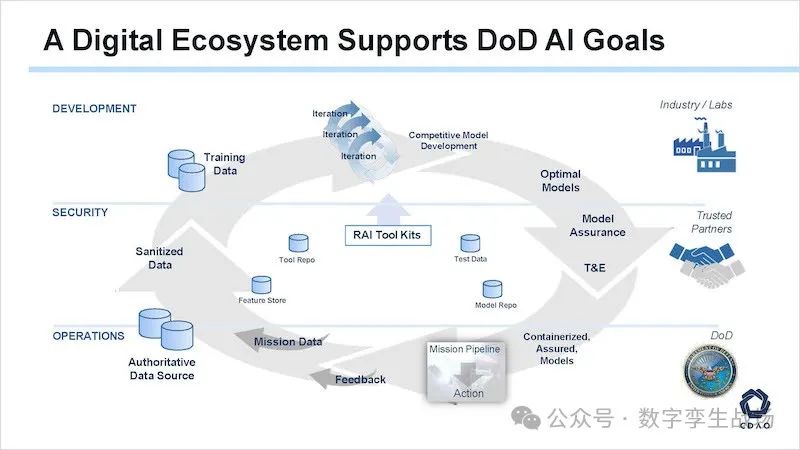 A Digital Ecosystem Supports DoD AI Goals
DEVELOPMENT
Industry / Labs
Iteration
Iteration
Iteration
Competitive Model
Development
Training
Data
Optimal
Models
SECURITY
Trusted
Partners
Model
Assurance
RAI Tool Kits
Sanitized
Data
Tool Repo
Test Data
T&E
Feature Store
Model Repo
OPERATIONS
DoD
Authoritative
Data Source
Mission Data
Feedback
Mission Pipeline
Action
Containerized,
Assured,
Models
CDAO
公众号 · 数字孪生战场